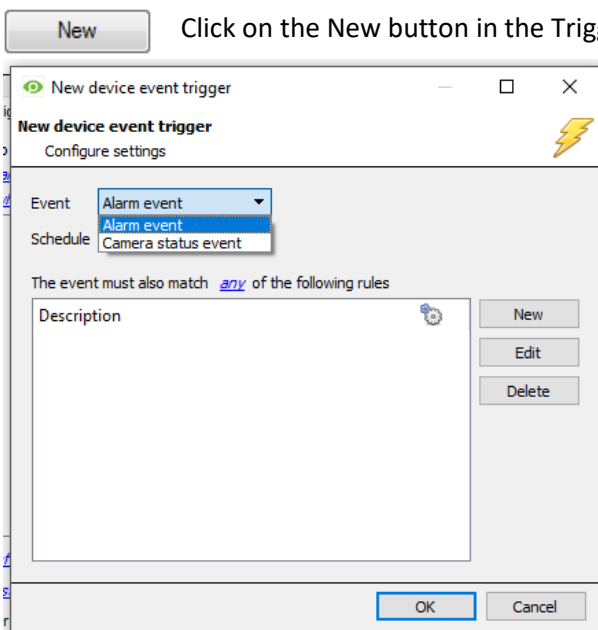 New
Click on the New button in the
New device event trigger
New device event trigger
Configure settings
Event Alarm event
Alarm event
Camera status event
Schedule
The event must also match any of the following rules
Description
New
Edit
Delete
OK Cancel